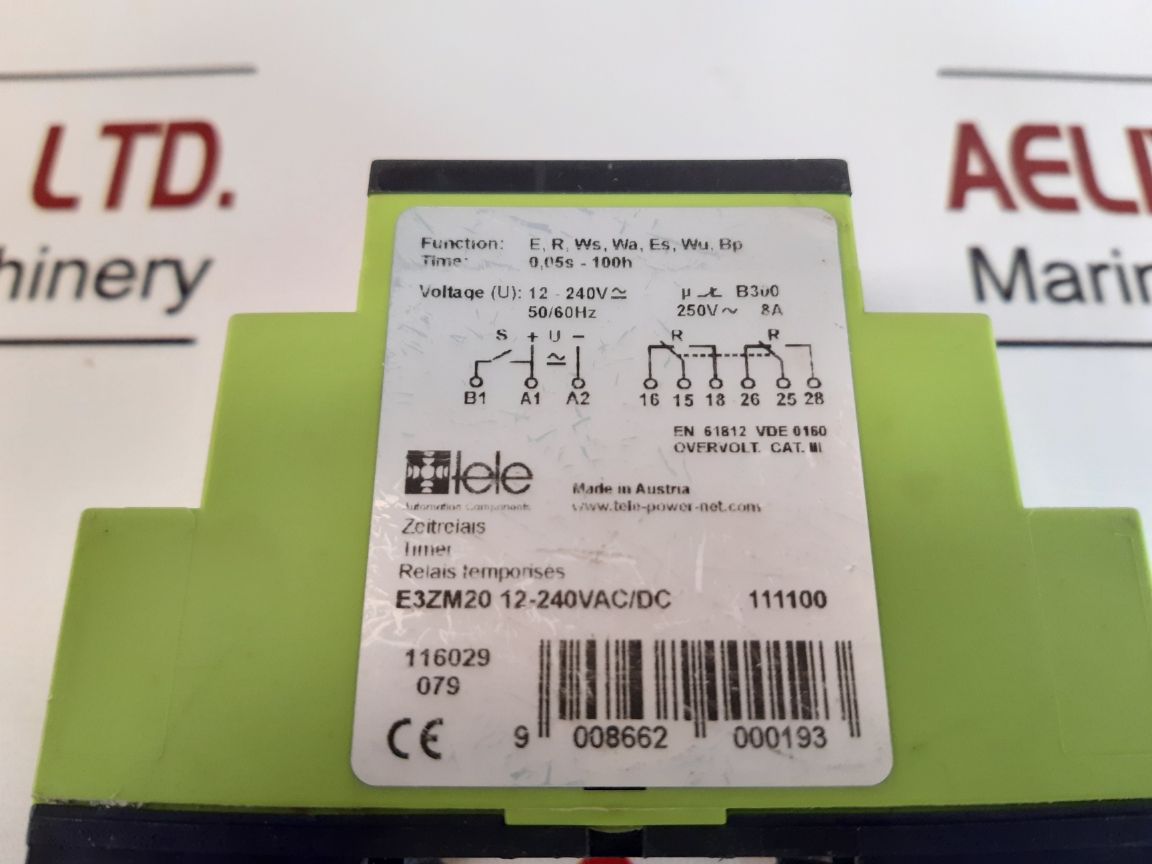 LTD.
hinery
AELI
Marin
Function: E, R, Ws, Wa, Es, Wu, Bp
Time: 0,05s - 100h
Voltage (U): 12 - 240V≃ µ B300
50/60Hz 250V~ 8A
S + U − R R
≃
B1 A1 A2 16 15 18 26 25 28
EN 61812 VDE 0160
OVERVOLT. CAT. III
tele
Automation Components
Made in Austria
www.tele-power-net.com
Zeitrelais
Timer
Relais temporisés
E3ZM20 12-240VAC/DC 111100
116029
079
CE
9 008662 000193